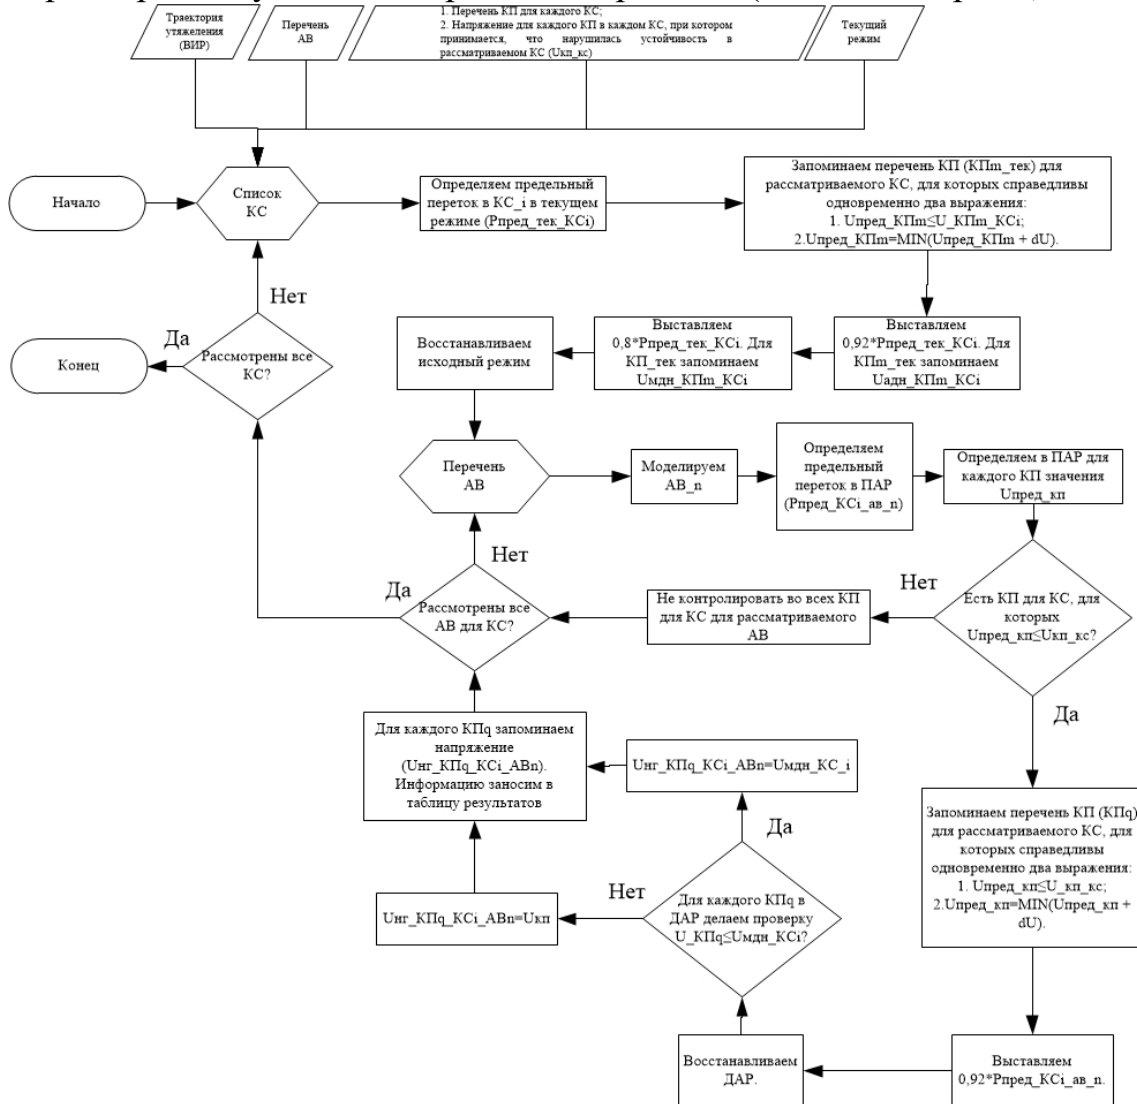 Траектория
утяжеления
(ВИР)
Перечень
АВ
1. Перечень КП для каждого КС;
2. Напряжение для каждого КП в каждом КС, при котором
принимается, что нарушилась устойчивость в
рассматриваемом КС (Uкп_кс)
Текущий
режим
Начало
Список
КС
Определяем предельный
переток в КС_i в текущем
режиме (Рпред_тек_КСi)
Запоминаем перечень КП (КПm_тек) для
рассматриваемого КС, для которых справедливы
одновременно два выражения:
1. Uпред_КПm≤U_КПm_КСi;
2.Uпред_КПm=MIN(Uпред_КПm + dU).
Нет
Да
Конец
Рассмотрены все
КС?
Восстанавливаем
исходный режим
Выставляем
0,8*Рпред_тек_КСi. Для
КП_тек запоминаем
Uмдн_КПm_КСi
Выставляем
0,92*Рпред_тек_КСi. Для
КПm_тек запоминаем
Uадн_КПm_КСi
Перечень
АВ
Моделируем
АВ_n
Определяем
предельный
переток в ПАР
(Рпред_КСi_ав_n)
Определяем в ПАР для
каждого КП значения
Uпред_кп
Нет
Да
Рассмотрены все
АВ для КС?
Не контролировать во всех КП
для КС для рассматриваемого
АВ
Нет
Есть КП для КС, для
которых
Uпред_кп≤Uкп_кс?
Да
Для каждого КПq запоминаем
напряжение
(Uнг_КПq_КСi_АВn).
Информацию заносим в
таблицу результатов
Uнг_КПq_КСi_АВn=Uмдн_КС_i
Да
Запоминаем перечень КП (КПq)
для рассматриваемого КС, для
которых справедливы
одновременно два выражения:
1. Uпред_кп≤U_кп_кс;
2.Uпред_кп=MIN(Uпред_кп +
dU).
Нет
Uнг_КПq_КСi_АВn=Uкп
Для каждого КПq в
ДАР делаем проверку
U_КПq≤Uмдн_КСi?
Восстанавливаем
ДАР.
Выставляем
0,92*Рпред_КСi_ав_n.